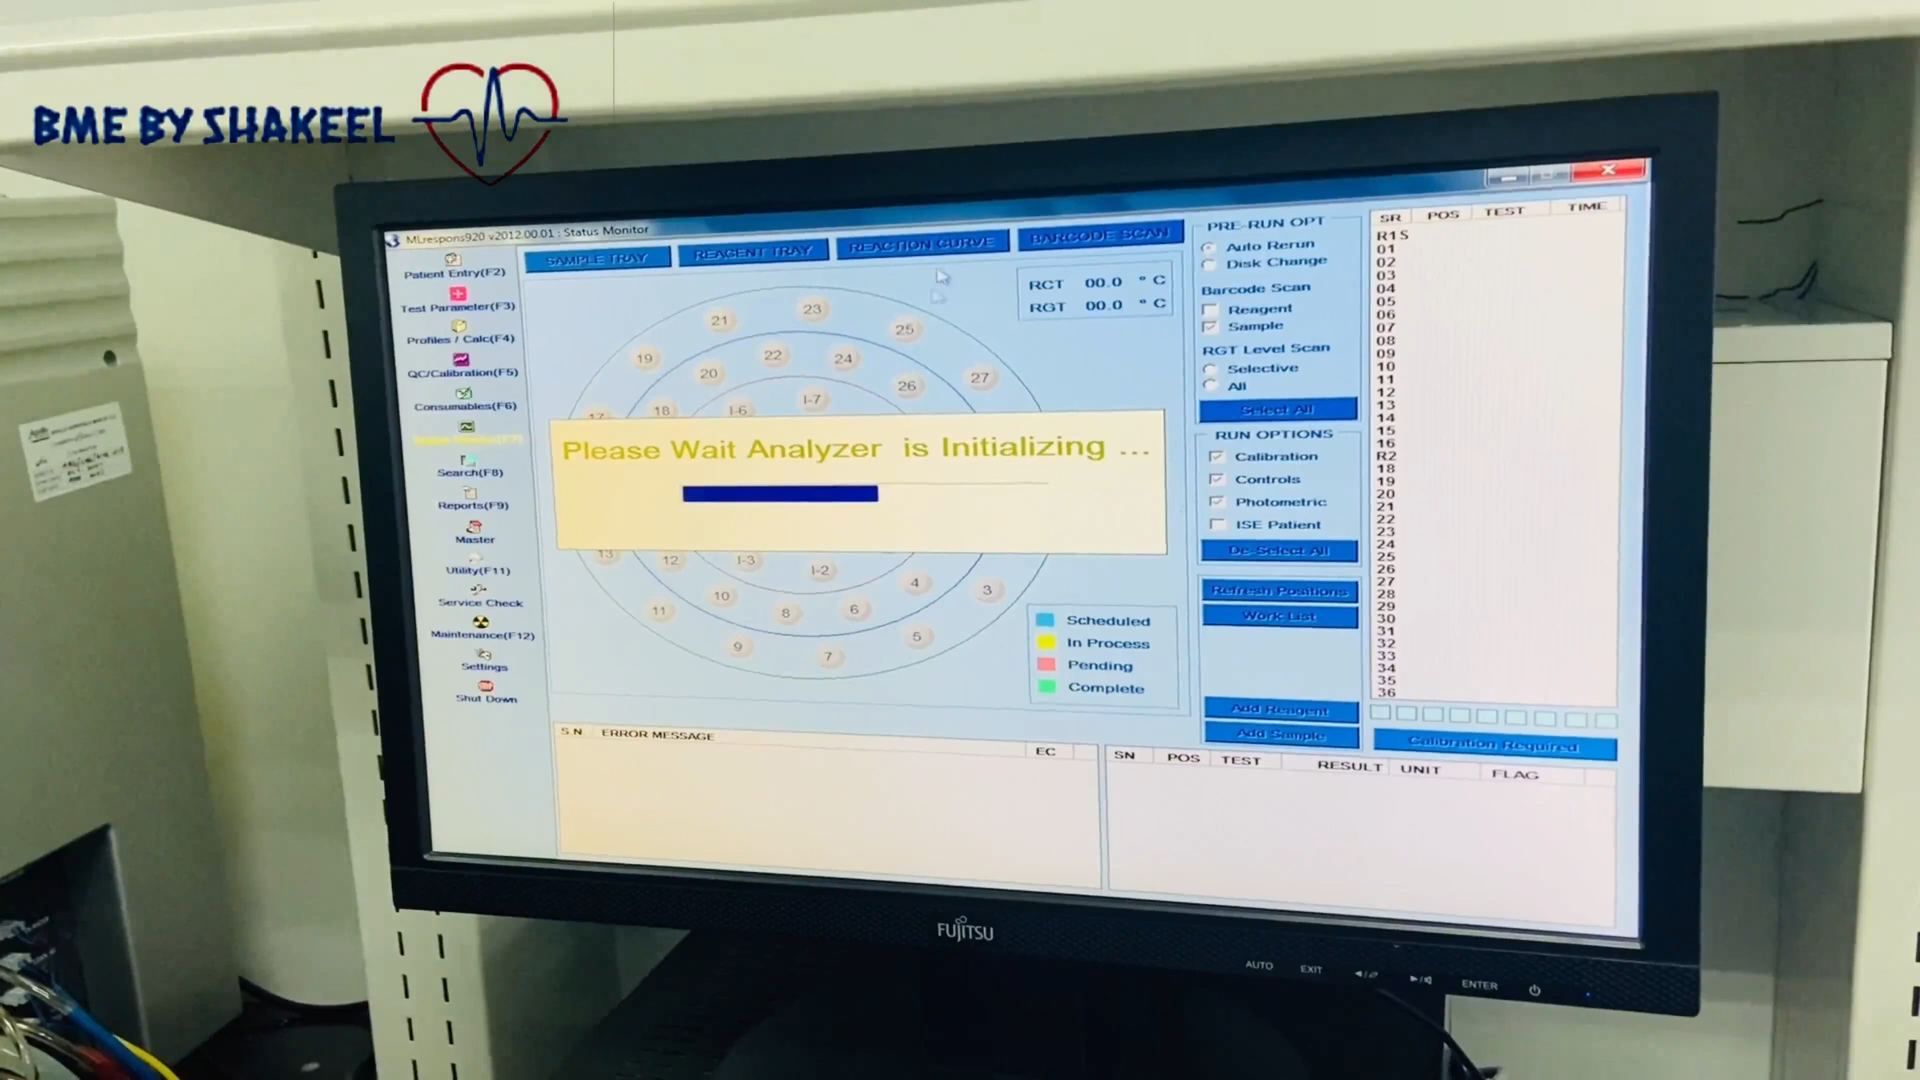 BME BY SHAKEEL
MLrespons920 v2012.00.01 : Status Monitor
Patient Entry(F2)
Test Parameter(F3)
Profiles / Calc(F4)
QC/Calibration(F5)
Consumables(F6)
Search(F8)
Reports(F9)
Master
Utility(F11)
Service Check
Maintenance(F12)
Settings
Shut Down
SAMPLE TRAY
REAGENT TRAY
REACTION CURVE
BARCODE SCAN
RCT 00.0 ° C
RGT 00.0 ° C
21
23
25
19
20
22
24
26
27
17
18
I-6
I-7
Please Wait Analyzer is Initializing ...
13
12
I-3
I-2
4
3
11
10
8
6
5
9
7
Scheduled
In Process
Pending
Complete
PRE-RUN OPT
Auto Rerun
Disk Change
Barcode Scan
Reagent
Sample
RGT Level Scan
Selective
All
Select All
RUN OPTIONS
Calibration
Controls
Photometric
ISE Patient
De-Select All
Refresh Positions
Work List
Add Reagent
Add Sample
SR POS TEST TIME
R1S
01
02
03
04
05
06
07
08
09
10
11
12
13
14
15
16
R2
18
19
20
21
22
23
24
25
26
27
28
29
30
31
32
33
34
35
36
Calibration Required
S.N ERROR MESSAGE EC
SN POS TEST RESULT UNIT FLAG
FUJITSU
AUTO EXIT ENTER